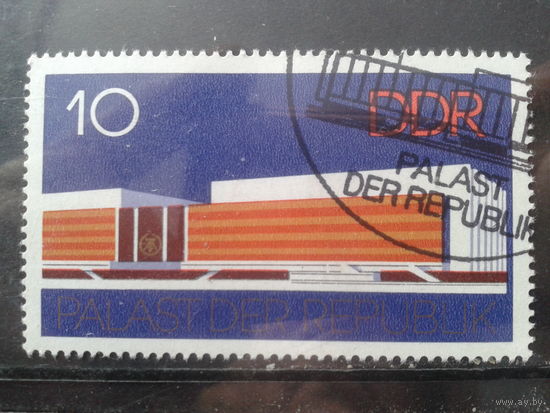 10
DDR
PALAST
DER REPUBLIK
PALAST DER REPUBLIK
www.ay.by